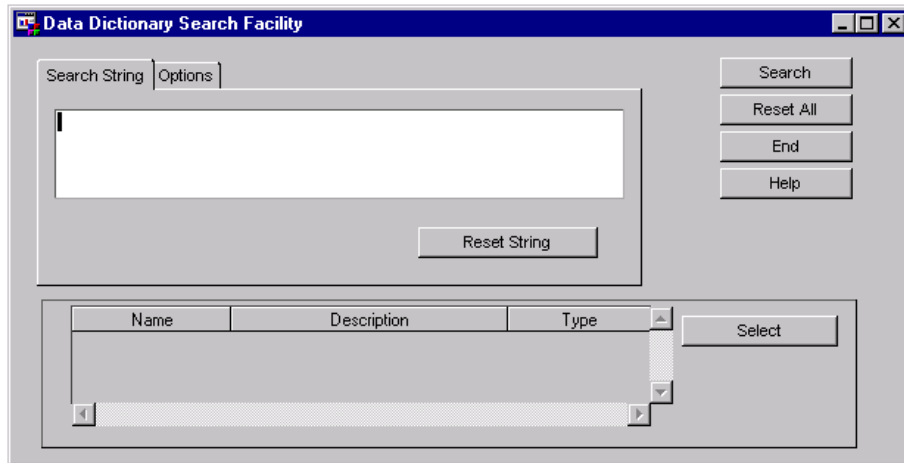 Data Dictionary Search Facility
Search String Options
Search
Reset All
End
Help
Reset String
Name Description Type
Select